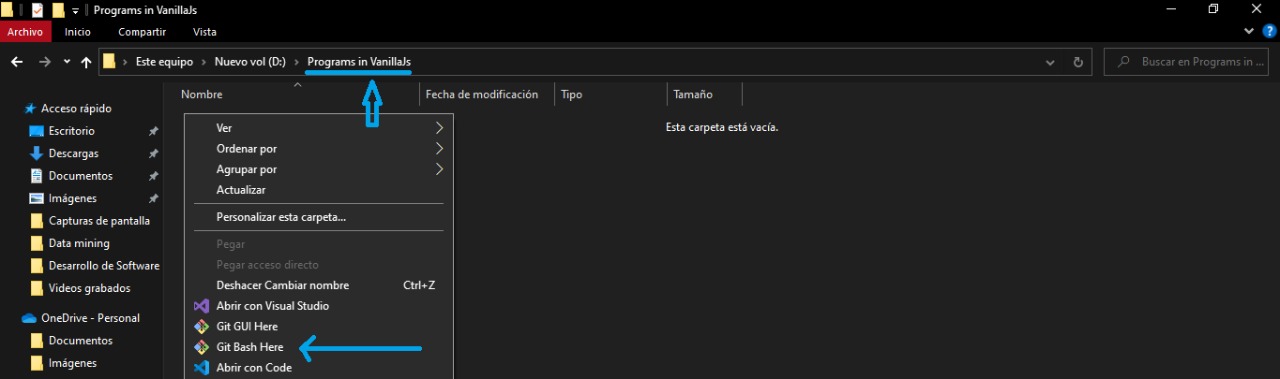 Programs in VanillaJs
Archivo Inicio Compartir Vista
Este equipo Nuevo vol (D:) Programs in VanillaJs Buscar en Programs in ...
Nombre Fecha de modificación Tipo Tamaño
Esta carpeta está vacía.
Acceso rápido
Escritorio
Descargas
Documentos
Imágenes
Capturas de pantalla
Data mining
Desarrollo de Software
Videos grabados
OneDrive - Personal
Documentos
Imágenes
Ver
Ordenar por
Agrupar por
Actualizar
Personalizar esta carpeta...
Pegar
Pegar acceso directo
Deshacer Cambiar nombre Ctrl+Z
Abrir con Visual Studio
Git GUI Here
Git Bash Here
Abrir con Code